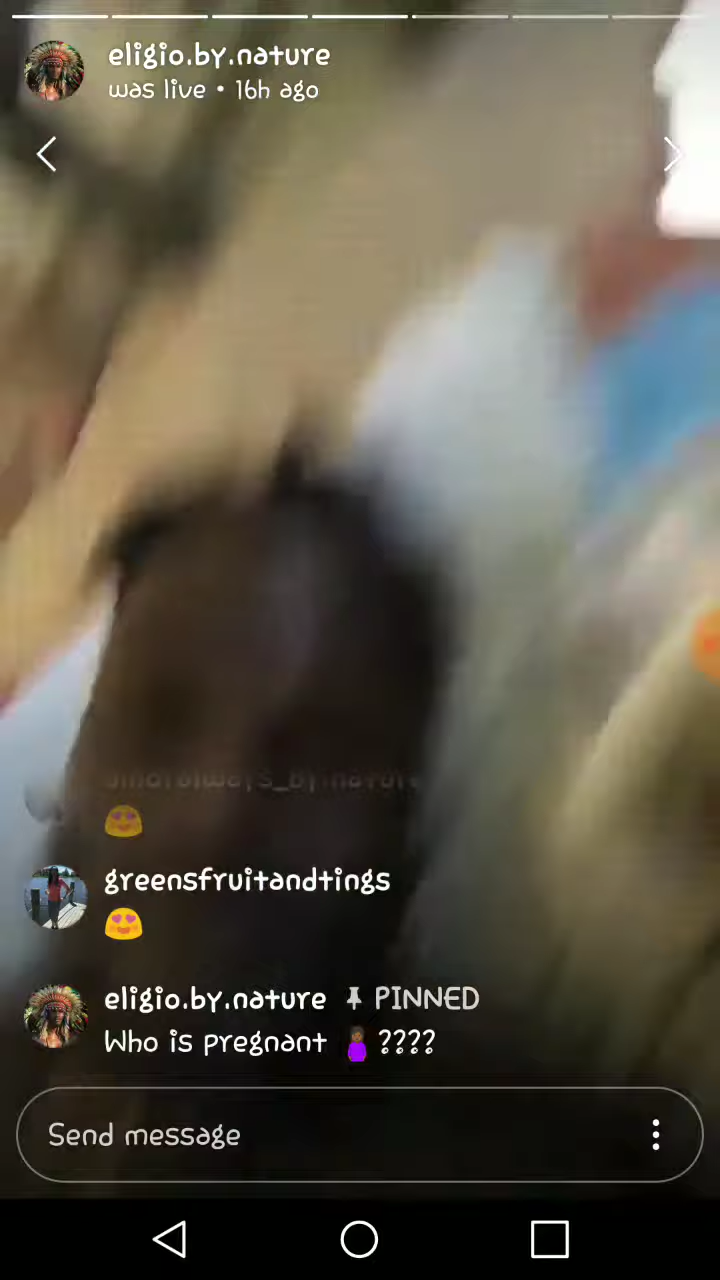 eligio.by.nature
was live • 16h ago
greensfruitandtings
eligio.by.nature PINNED
Who is pregnant 🤰🏾????
Send message